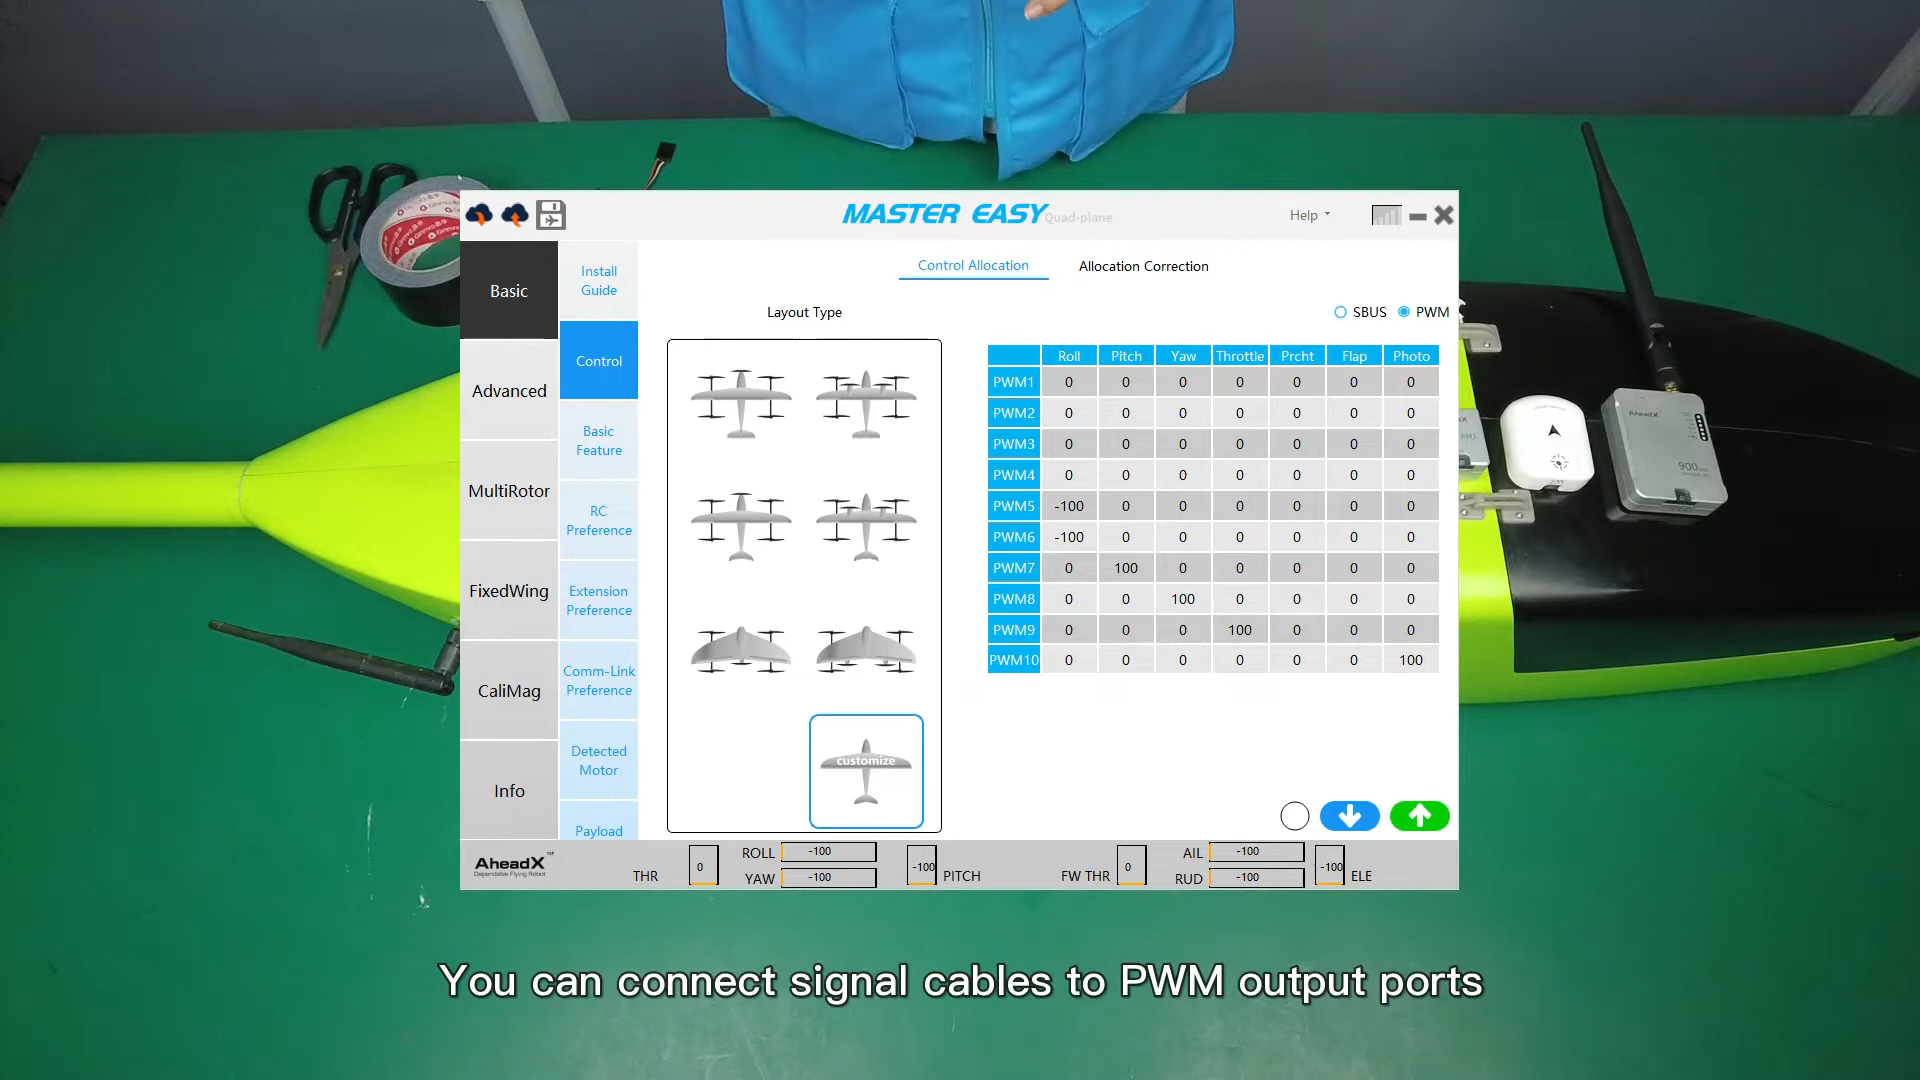 MASTER EASY Quad-plane
Help
Basic
Advanced
MultiRotor
FixedWing
CaliMag
Info
Install
Guide
Control
Basic
Feature
RC
Preference
Extension
Preference
Comm-Link
Preference
Detected
Motor
Payload
Control Allocation
Allocation Correction
Layout Type
SBUS
PWM
customize
Roll Pitch Yaw Throttle Prcht Flap Photo
PWM1 0 0 0 0 0 0 0
PWM2 0 0 0 0 0 0 0
PWM3 0 0 0 0 0 0 0
PWM4 0 0 0 0 0 0 0
PWM5 -100 0 0 0 0 0 0
PWM6 -100 0 0 0 0 0 0
PWM7 0 100 0 0 0 0 0
PWM8 0 0 100 0 0 0 0
PWM9 0 0 0 100 0 0 0
PWM10 0 0 0 0 0 0 100
AheadX™
Dependable Flying Robot
THR 0
ROLL -100
YAW -100
-100 PITCH
FW THR 0
AIL -100
RUD -100
-100 ELE
AheadX
900
You can connect signal cables to PWM output ports